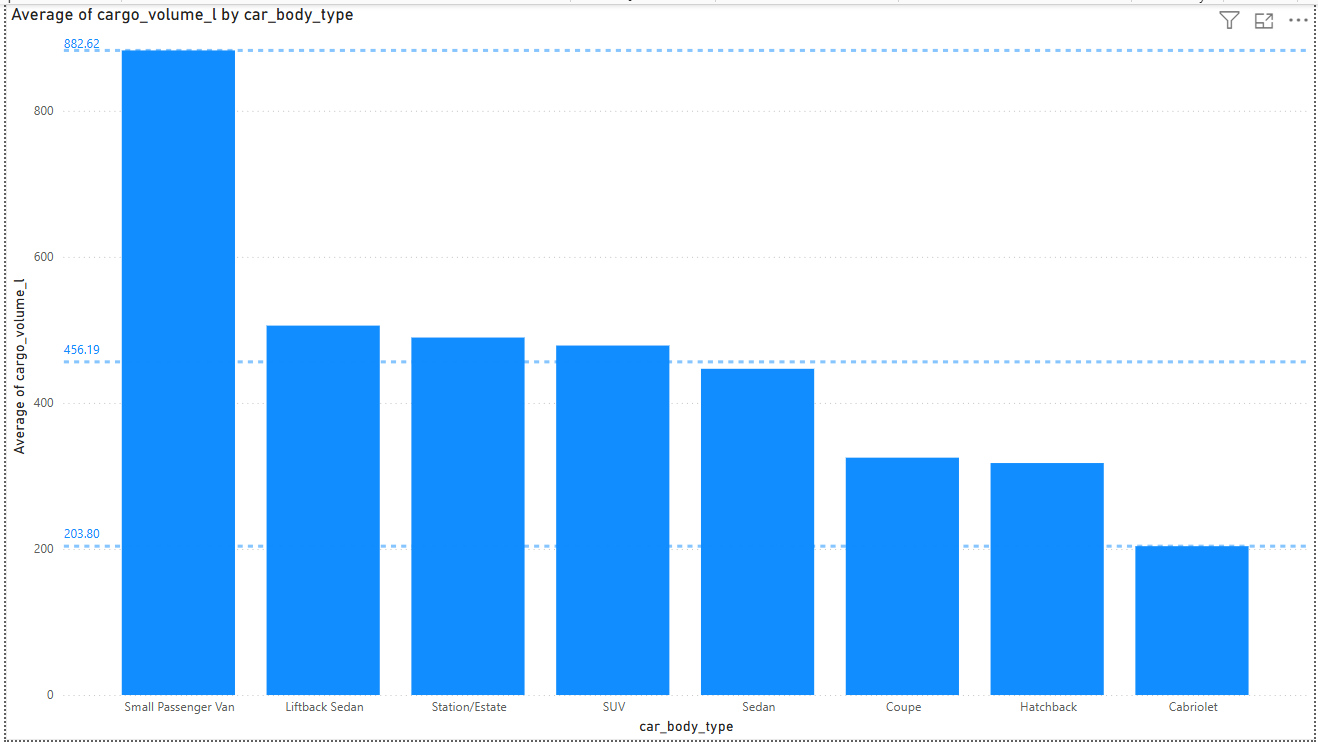 Average of cargo_volume_l by car_body_type
882.62
800
600
456.19
400
203.80
200
0
Average of cargo_volume_l
Small Passenger Van
Liftback Sedan
Station/Estate
SUV
Sedan
Coupe
Hatchback
Cabriolet
car_body_type